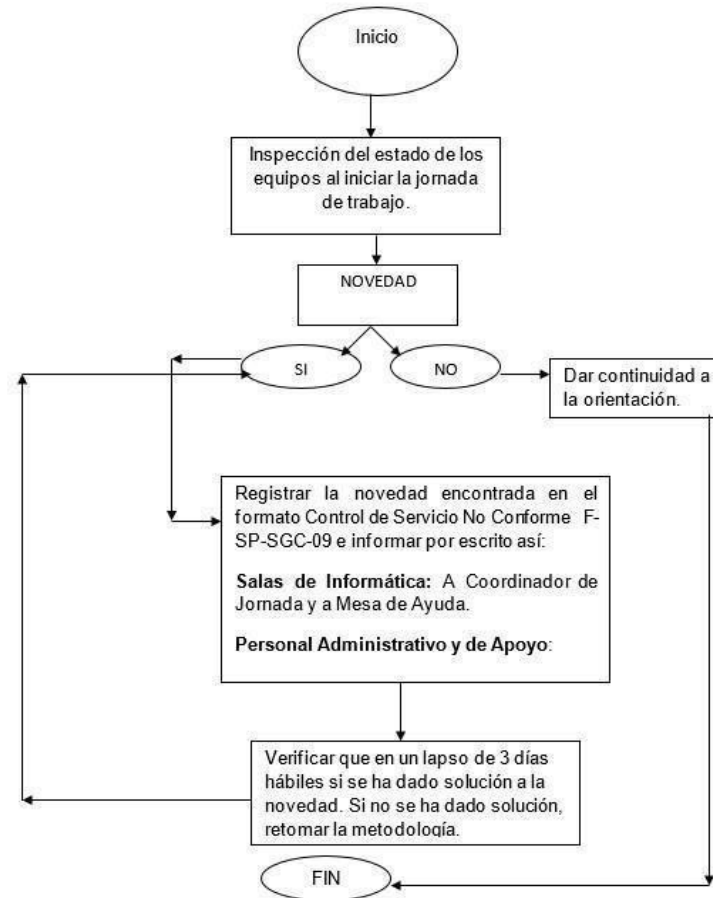 Inicio
Inspección del estado de los
equipos al iniciar la jornada
de trabajo.
NOVEDAD
SI
NO
Dar continuidad a
la orientación.
Registrar la novedad encontrada en el
formato Control de Servicio No Conforme F-
SP-SGC-09 e informar por escrito así:
Salas de Informática: A Coordinador de
Jornada y a Mesa de Ayuda.
Personal Administrativo y de Apoyo:
Verificar que en un lapso de 3 días
hábiles si se ha dado solución a la
novedad. Si no se ha dado solución,
retomar la metodología.
FIN